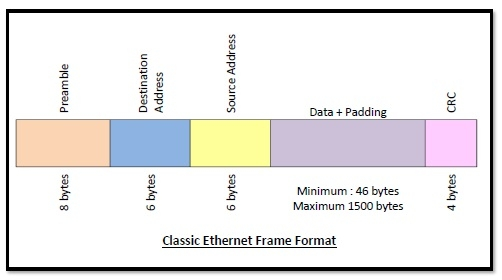 Preamble
Destination
Address
Source Address
Data + Padding
CRC
8 bytes
6 bytes
6 bytes
Minimum : 46 bytes
Maximum 1500 bytes
4 bytes
Classic Ethernet Frame Format